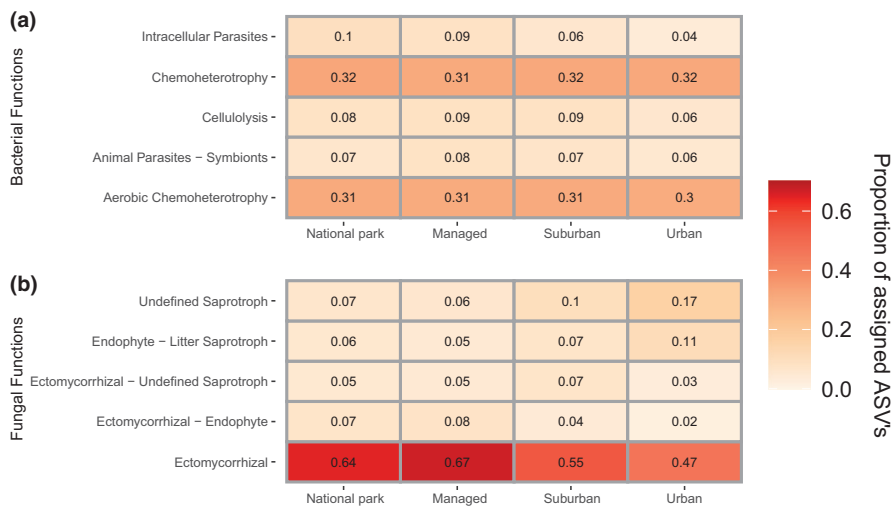 (a)
Bacterial Functions
Intracellular Parasites 0.1 0.09 0.06 0.04
Chemoheterotrophy 0.32 0.31 0.32 0.32
Cellulolysis 0.08 0.09 0.09 0.06
Animal Parasites − Symbionts 0.07 0.08 0.07 0.06
Aerobic Chemoheterotrophy 0.31 0.31 0.31 0.3
National park Managed Suburban Urban
(b)
Fungal Functions
Undefined Saprotroph 0.07 0.06 0.1 0.17
Endophyte − Litter Saprotroph 0.06 0.05 0.07 0.11
Ectomycorrhizal − Undefined Saprotroph 0.05 0.05 0.07 0.03
Ectomycorrhizal − Endophyte 0.07 0.08 0.04 0.02
Ectomycorrhizal 0.64 0.67 0.55 0.47
National park Managed Suburban Urban
0.6
0.4
0.2
0.0
Proportion of assigned ASV's